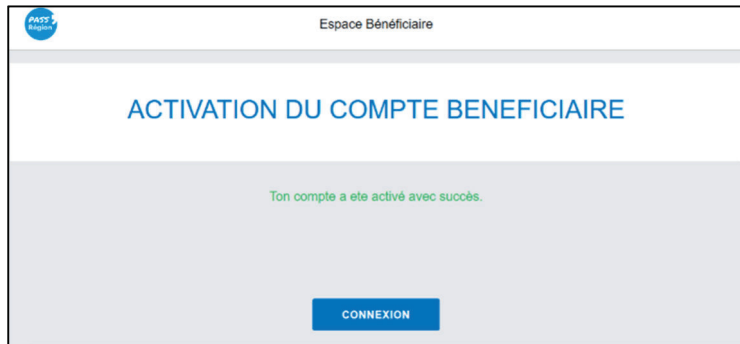 PASS
Région
Espace Bénéficiaire
ACTIVATION DU COMPTE BENEFICIAIRE
Ton compte a ete activé avec succès.
CONNEXION